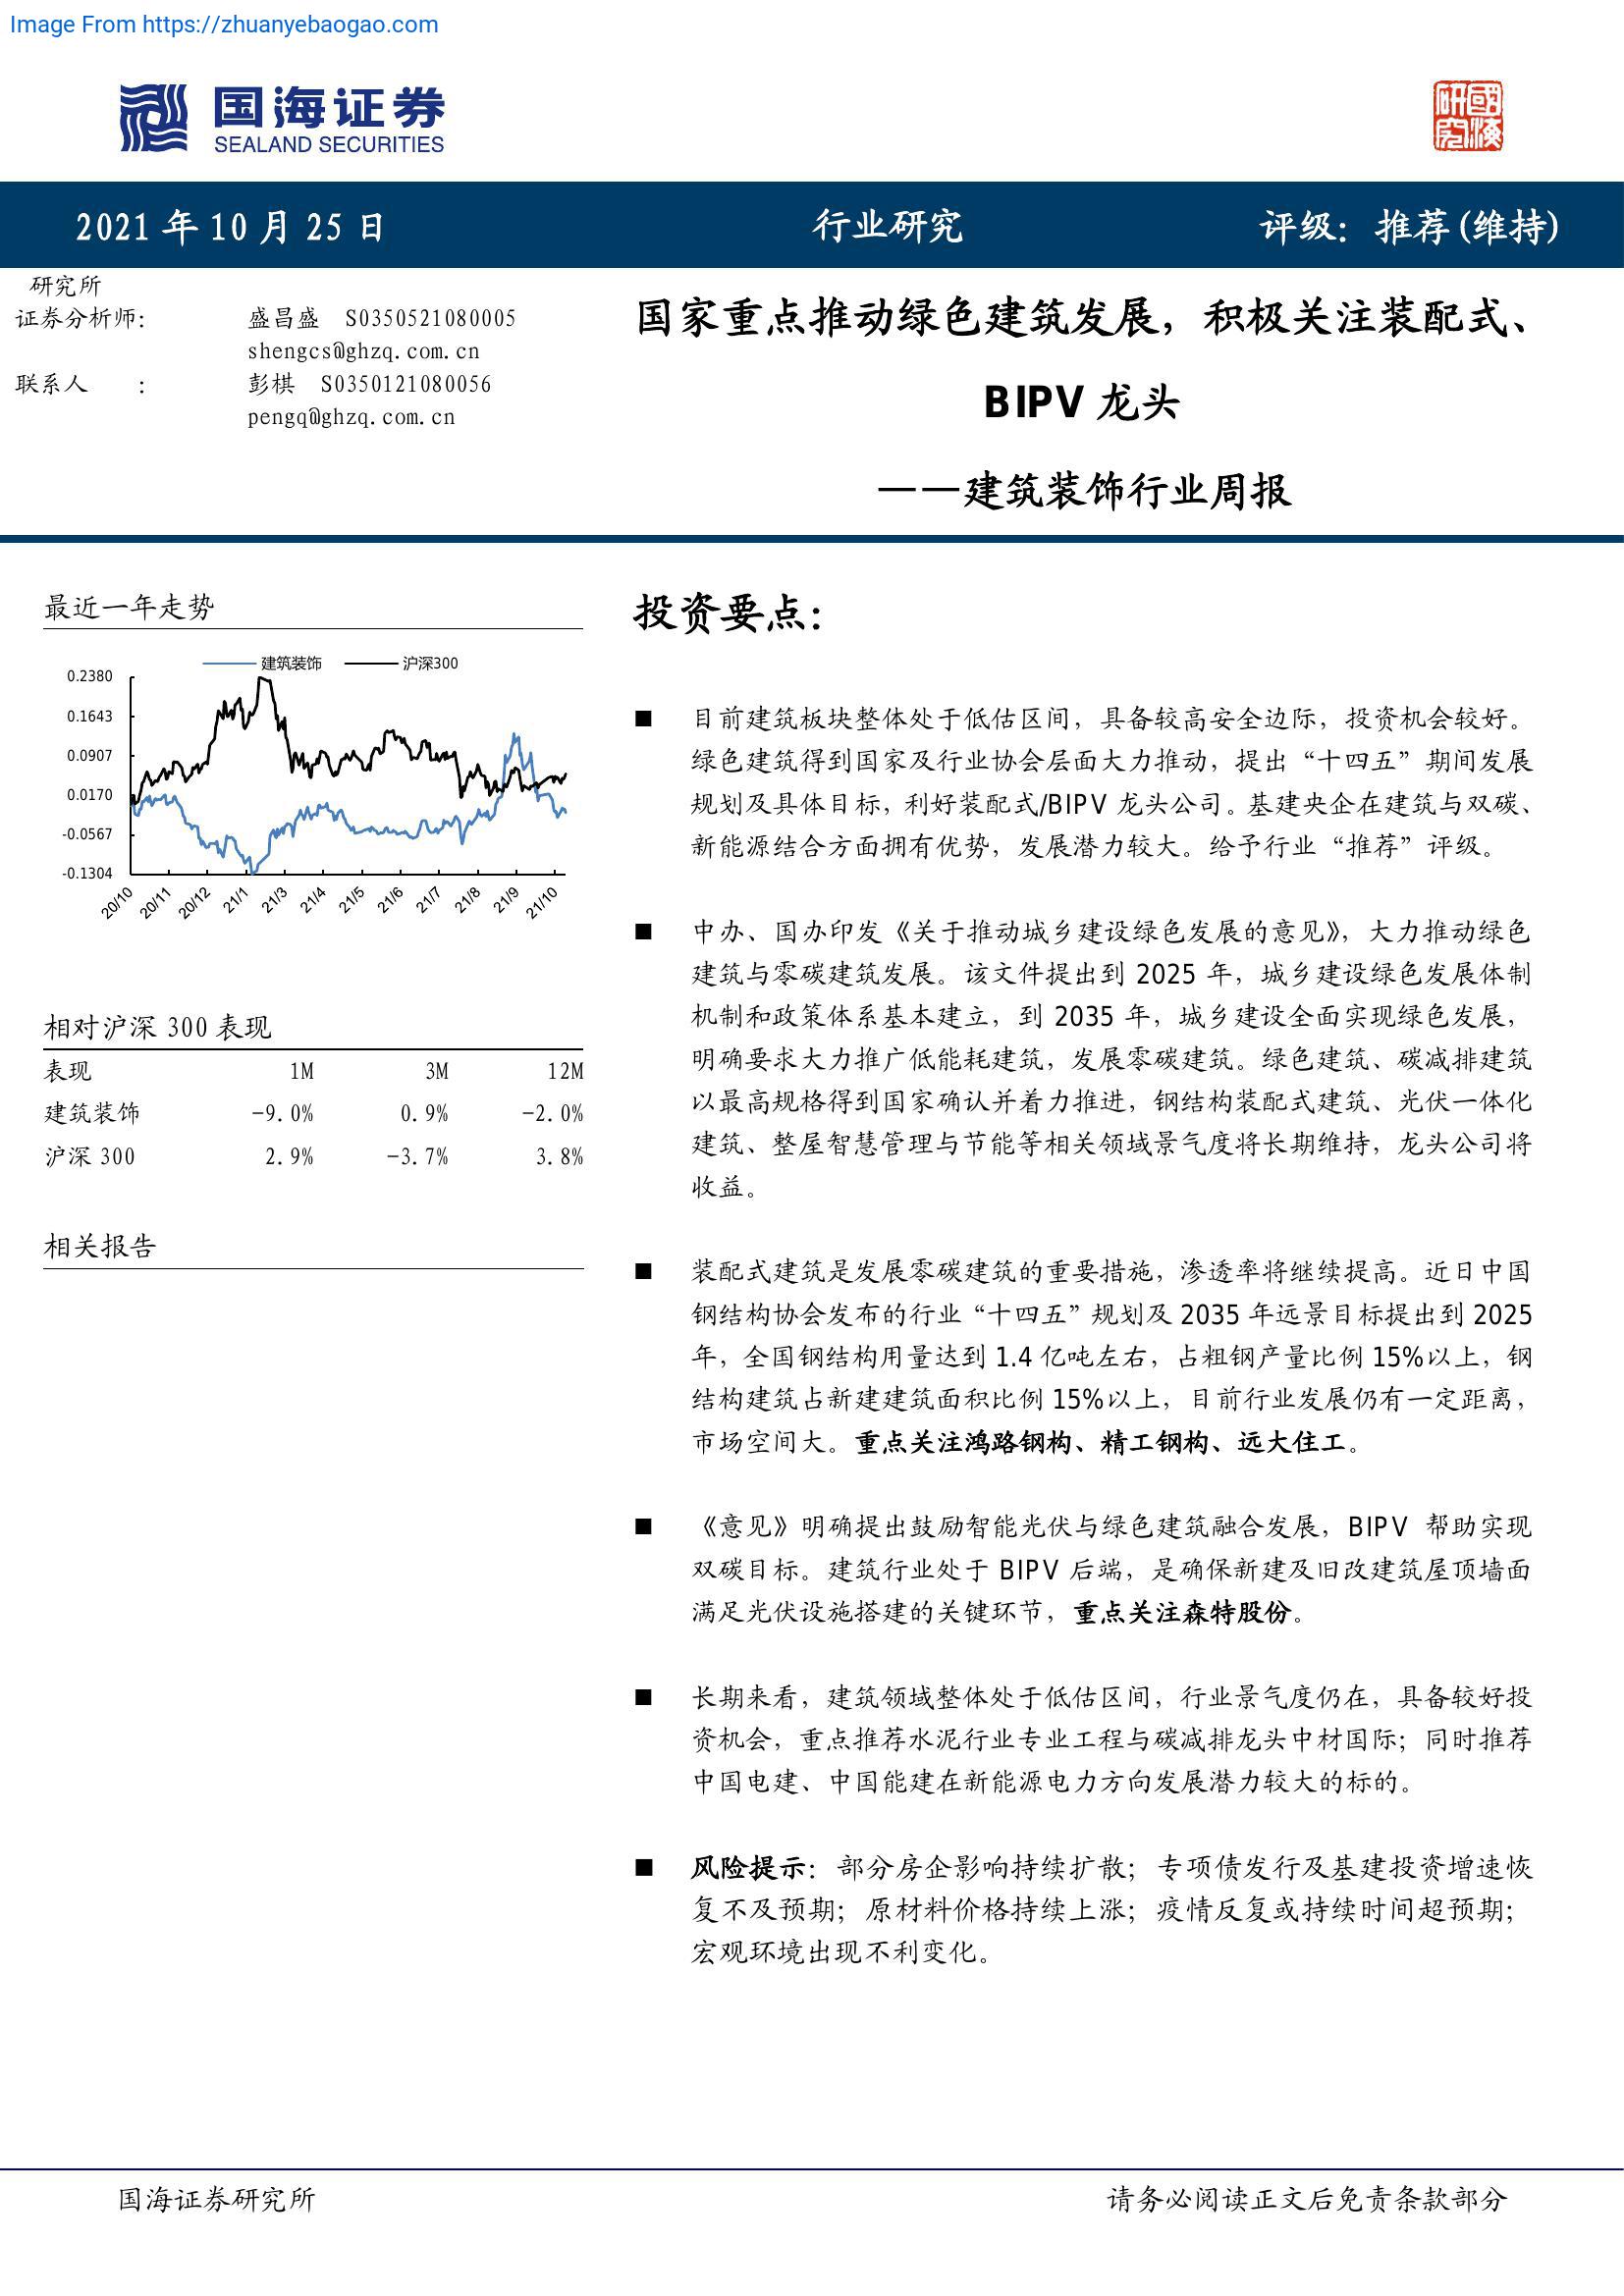 Image From https://zhuanyebaogao.com
国海证券
SEALAND SECURITIES
研國
究海
2021 年 10 月 25 日
行业研究
评级：推荐(维持)
研究所
证券分析师：
盛昌盛 S0350521080005
shengcs@ghzq.com.cn
联系人 ：
彭棋 S0350121080056
pengq@ghzq.com.cn
国家重点推动绿色建筑发展，积极关注装配式、
BIPV 龙头
——建筑装饰行业周报
最近一年走势
建筑装饰 沪深300
0.2380
0.1643
0.0907
0.0170
-0.0567
-0.1304
20/10 20/11 20/12 21/1 21/3 21/4 21/5 21/6 21/7 21/8 21/9 21/10
相对沪深 300 表现
表现 1M 3M 12M
建筑装饰 -9.0% 0.9% -2.0%
沪深 300 2.9% -3.7% 3.8%
相关报告
投资要点：
■ 目前建筑板块整体处于低估区间，具备较高安全边际，投资机会较好。
绿色建筑得到国家及行业协会层面大力推动，提出“十四五”期间发展
规划及具体目标，利好装配式/BIPV 龙头公司。基建央企在建筑与双碳、
新能源结合方面拥有优势，发展潜力较大。给予行业“推荐”评级。
■ 中办、国办印发《关于推动城乡建设绿色发展的意见》，大力推动绿色
建筑与零碳建筑发展。该文件提出到 2025 年，城乡建设绿色发展体制
机制和政策体系基本建立，到 2035 年，城乡建设全面实现绿色发展，
明确要求大力推广低能耗建筑，发展零碳建筑。绿色建筑、碳减排建筑
以最高规格得到国家确认并着力推进，钢结构装配式建筑、光伏一体化
建筑、整屋智慧管理与节能等相关领域景气度将长期维持，龙头公司将
收益。
■ 装配式建筑是发展零碳建筑的重要措施，渗透率将继续提高。近日中国
钢结构协会发布的行业“十四五”规划及 2035 年远景目标提出到 2025
年，全国钢结构用量达到 1.4 亿吨左右，占粗钢产量比例 15%以上，钢
结构建筑占新建建筑面积比例 15%以上，目前行业发展仍有一定距离，
市场空间大。重点关注鸿路钢构、精工钢构、远大住工。
■ 《意见》明确提出鼓励智能光伏与绿色建筑融合发展，BIPV 帮助实现
双碳目标。建筑行业处于 BIPV 后端，是确保新建及旧改建筑屋顶墙面
满足光伏设施搭建的关键环节，重点关注森特股份。
■ 长期来看，建筑领域整体处于低估区间，行业景气度仍在，具备较好投
资机会，重点推荐水泥行业专业工程与碳减排龙头中材国际；同时推荐
中国电建、中国能建在新能源电力方向发展潜力较大的标的。
■ 风险提示：部分房企影响持续扩散；专项债发行及基建投资增速恢
复不及预期；原材料价格持续上涨；疫情反复或持续时间超预期；
宏观环境出现不利变化。
国海证券研究所
请务必阅读正文后免责条款部分